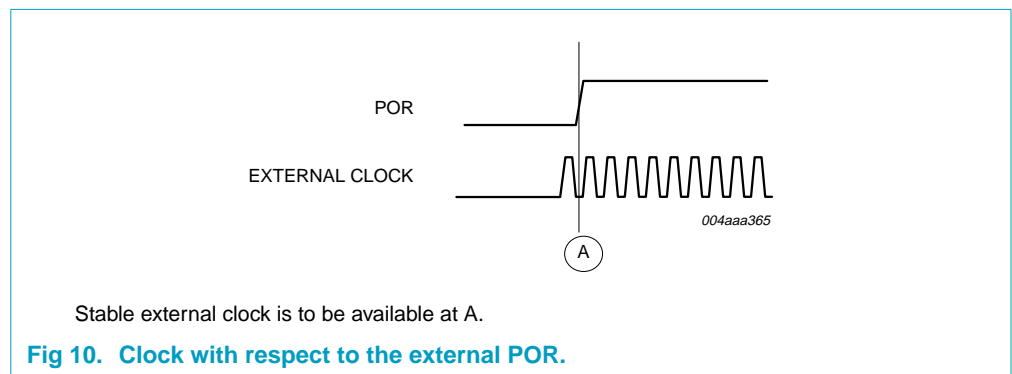 POR
EXTERNAL CLOCK
004aaa365
A
Stable external clock is to be available at A.
Fig 10. Clock with respect to the external POR.